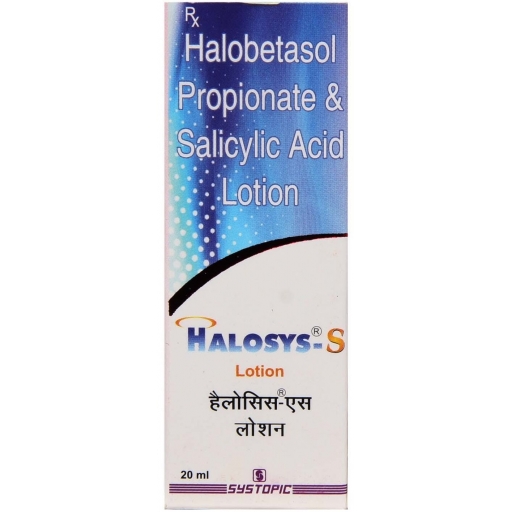 Rx
Halobetasol
Propionate &
Salicylic Acid
Lotion
HALOSYS®-S
Lotion
हैलोसिस®-एस
लोशन
20 ml
S
SYSTOPIC